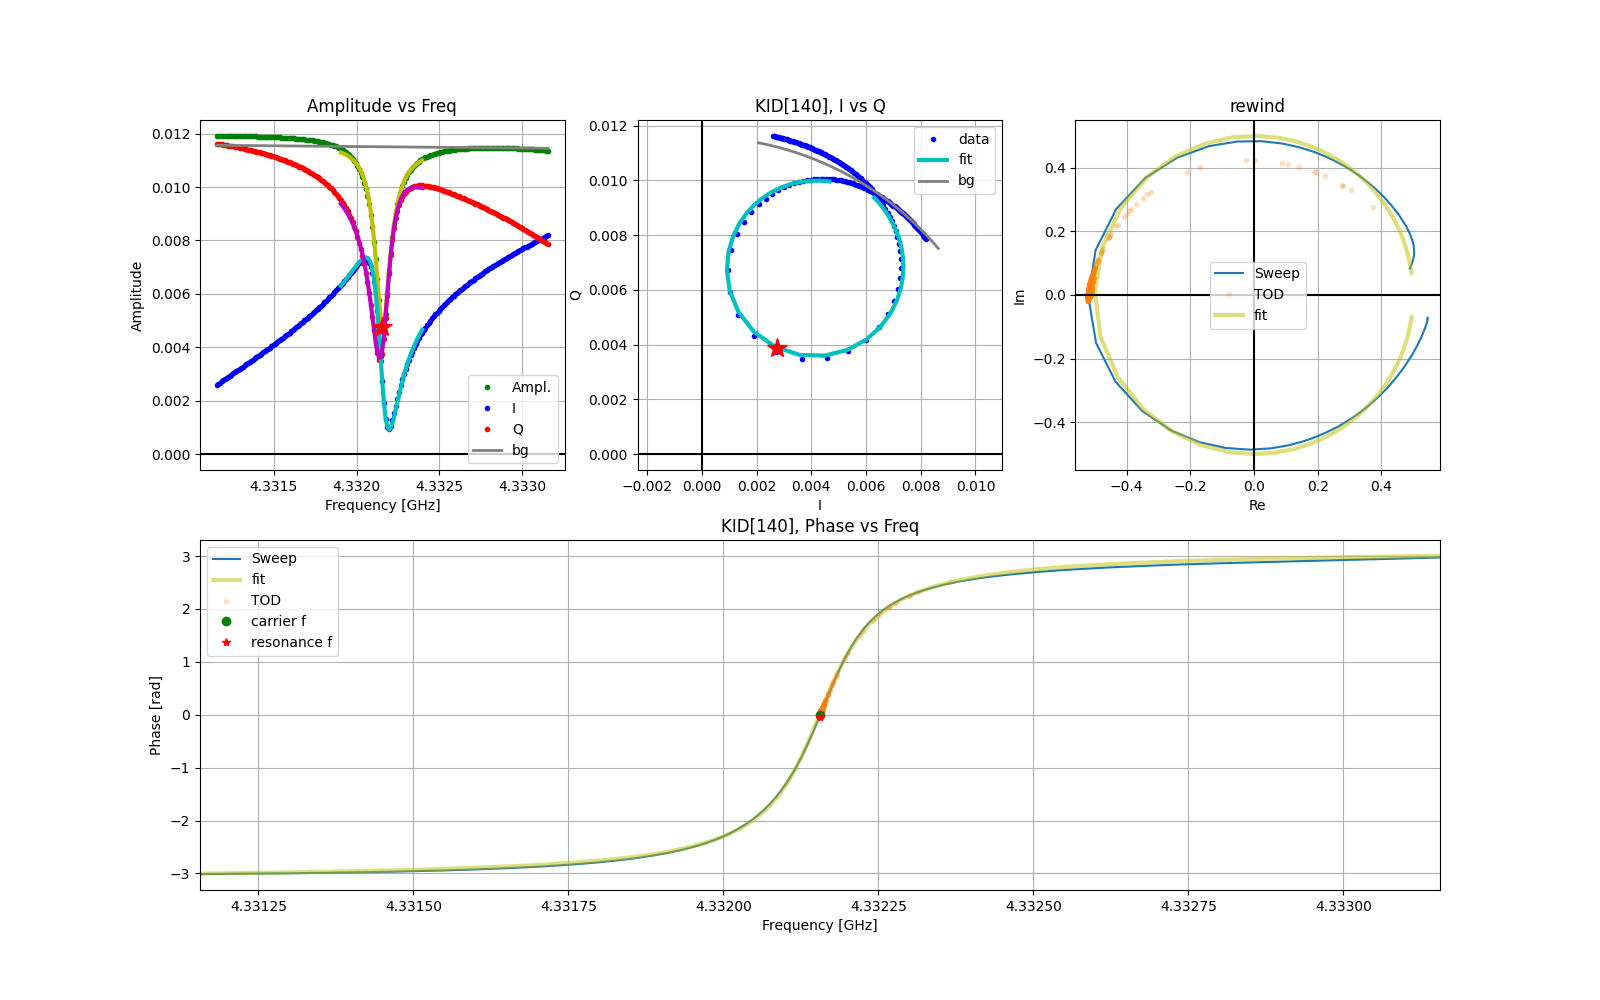 Amplitude vs Freq
Amplitude
0.012
0.010
0.008
0.006
0.004
0.002
0.000
Ampl.
I
Q
bg
4.3315
4.3320
4.3325
4.3330
Frequency [GHz]
KID[140], I vs Q
Q
0.012
0.010
0.008
0.006
0.004
0.002
0.000
data
fit
bg
−0.002
0.000
0.002
0.004
0.006
0.008
0.010
I
rewind
Im
0.4
0.2
0.0
−0.2
−0.4
Sweep
TOD
fit
−0.4
−0.2
0.0
0.2
0.4
Re
KID[140], Phase vs Freq
Phase [rad]
3
2
1
0
−1
−2
−3
Sweep
fit
TOD
carrier f
resonance f
4.33125
4.33150
4.33175
4.33200
4.33225
4.33250
4.33275
4.33300
Frequency [GHz]